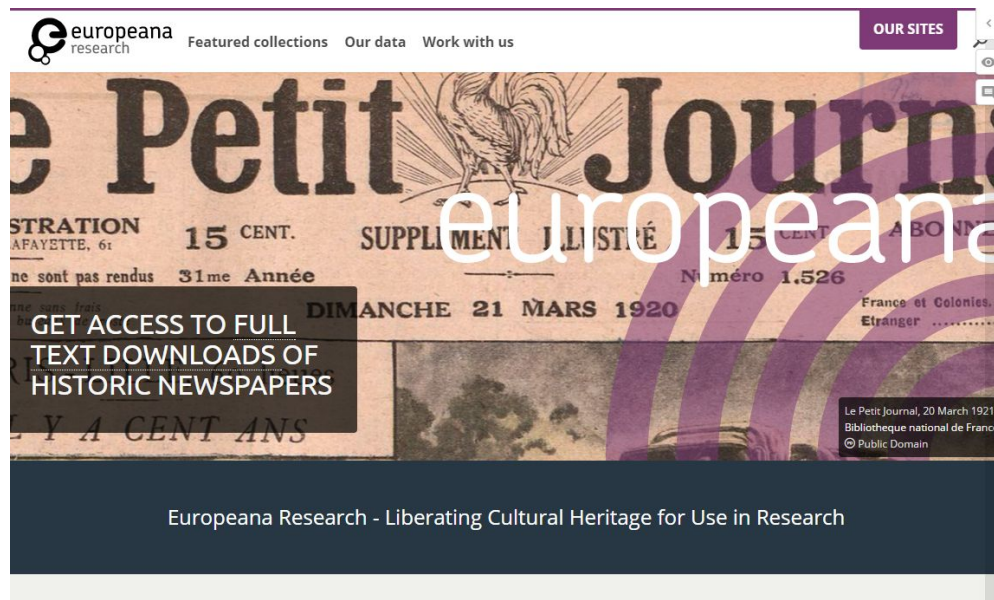 europeana
research
Featured collections Our data Work with us
OUR SITES
e Petit Journa
STRATION
AFAYETTE, 61
15 CENT.
SUPPLEMENT ILLUSTRÉ
15 CENT
ABONNE
europeana
ne sont pas rendus
31me Année
Numéro 1.526
DIMANCHE 21 MARS 1920
France et Colonies.
Etranger ..........
GET ACCESS TO FULL
TEXT DOWNLOADS OF
HISTORIC NEWSPAPERS
L Y A CENT ANS
Le Petit Journal, 20 March 1921
Bibliotheque national de Franc
Public Domain
Europeana Research - Liberating Cultural Heritage for Use in Research